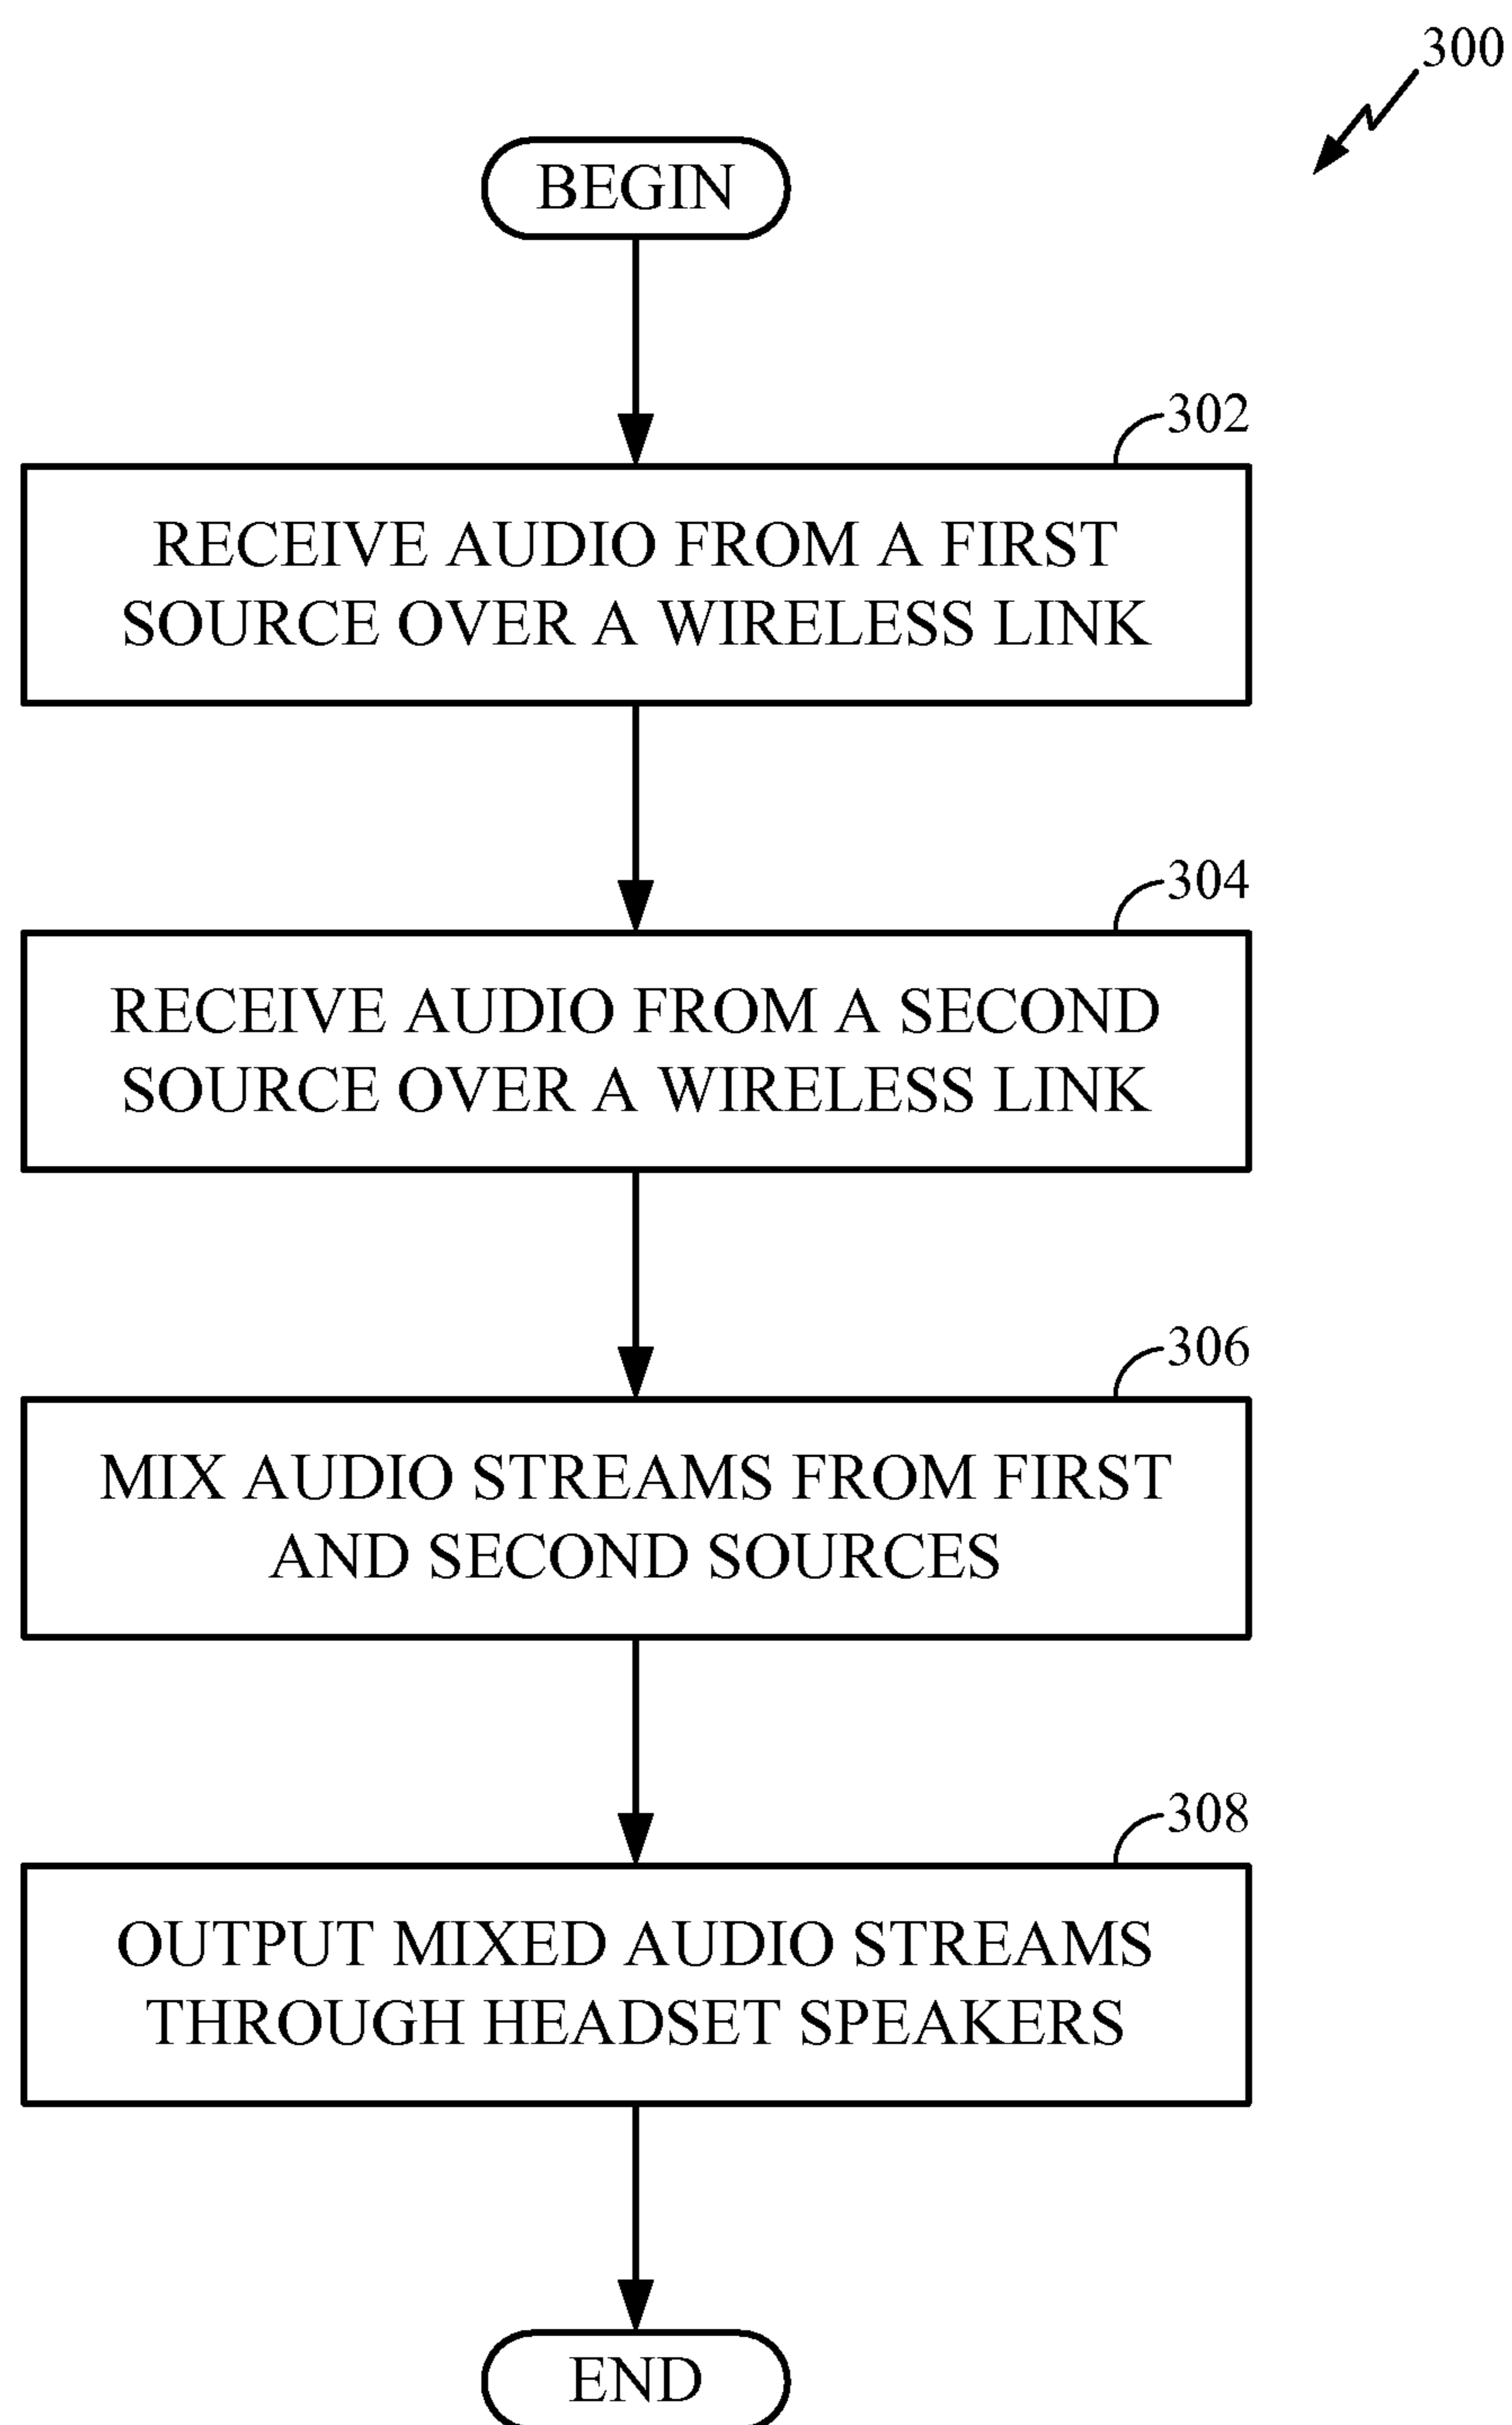 300
BEGIN
302
RECEIVE AUDIO FROM A FIRST
SOURCE OVER A WIRELESS LINK
304
RECEIVE AUDIO FROM A SECOND
SOURCE OVER A WIRELESS LINK
306
MIX AUDIO STREAMS FROM FIRST
AND SECOND SOURCES
308
OUTPUT MIXED AUDIO STREAMS
THROUGH HEADSET SPEAKERS
END